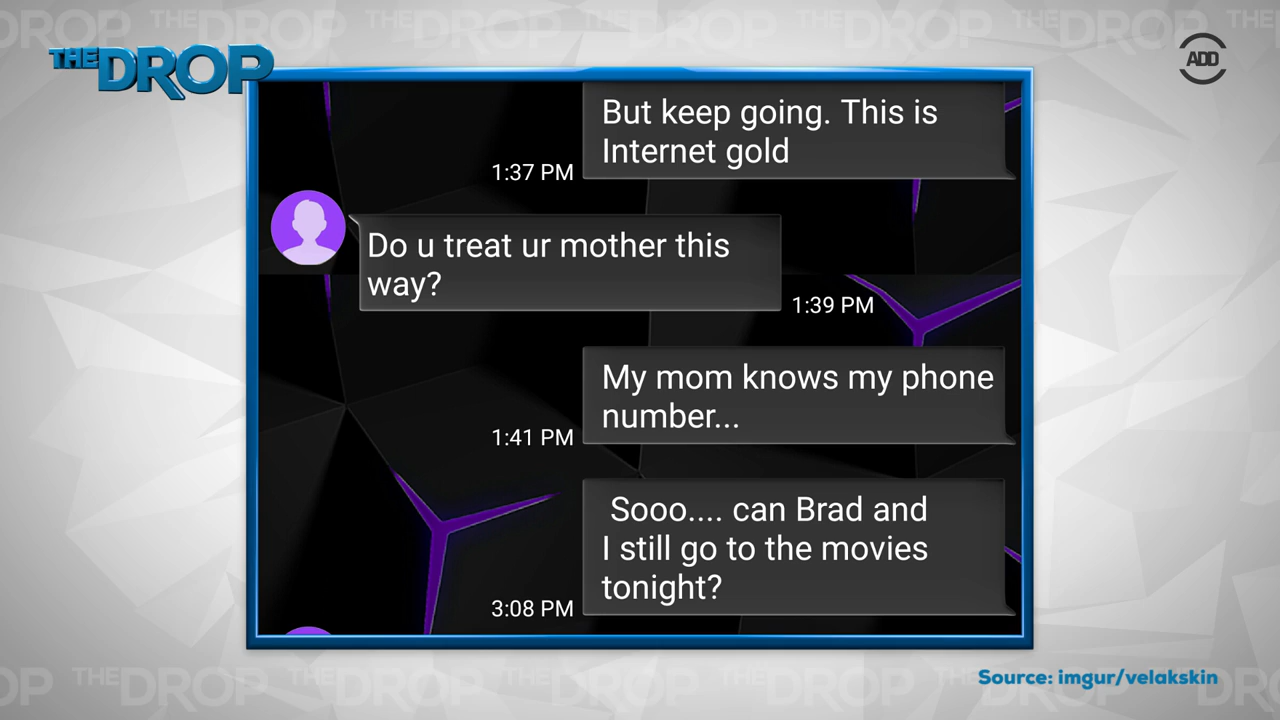 THE DROP
ADD
But keep going. This is
Internet gold
1:37 PM
Do u treat ur mother this
way?
1:39 PM
My mom knows my phone
number...
1:41 PM
Sooo.... can Brad and
I still go to the movies
tonight?
3:08 PM
Source: imgur/velakskin